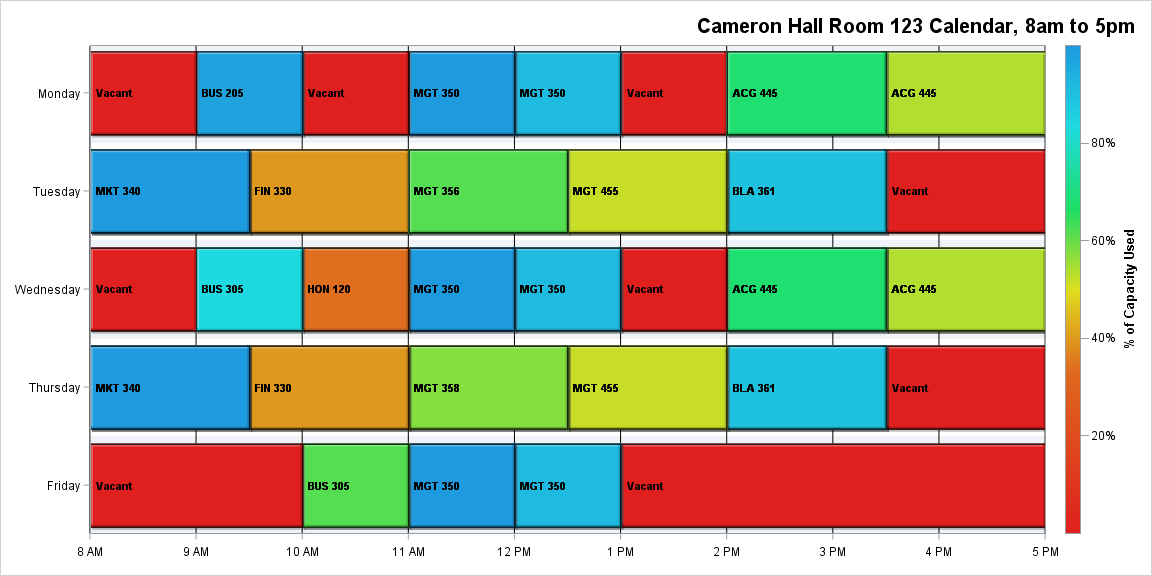 Cameron Hall Room 123 Calendar, 8am to 5pm
Monday
Vacant
BUS 205
Vacant
MGT 350
MGT 350
Vacant
ACG 445
ACG 445
Tuesday
MKT 340
FIN 330
MGT 356
MGT 455
BLA 361
Vacant
Wednesday
Vacant
BUS 305
HON 120
MGT 350
MGT 350
Vacant
ACG 445
ACG 445
Thursday
MKT 340
FIN 330
MGT 358
MGT 455
BLA 361
Vacant
Friday
Vacant
BUS 305
MGT 350
MGT 350
Vacant
8 AM
9 AM
10 AM
11 AM
12 PM
1 PM
2 PM
3 PM
4 PM
5 PM
80%
60%
40%
20%
% of Capacity Used